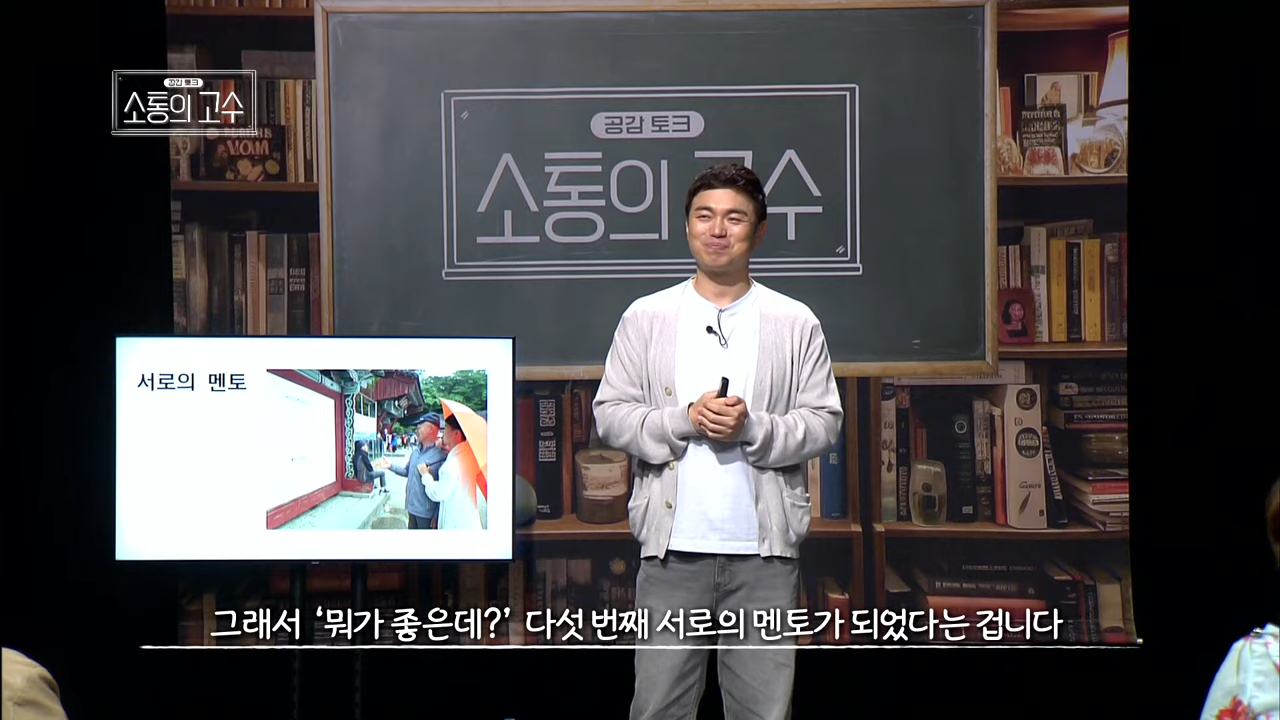 공감 토크
소통의 고수
공감 토크
소통의 고수
서로의 멘토
그래서 '뭐가 좋은데?' 다섯 번째 서로의 멘토가 되었다는 겁니다